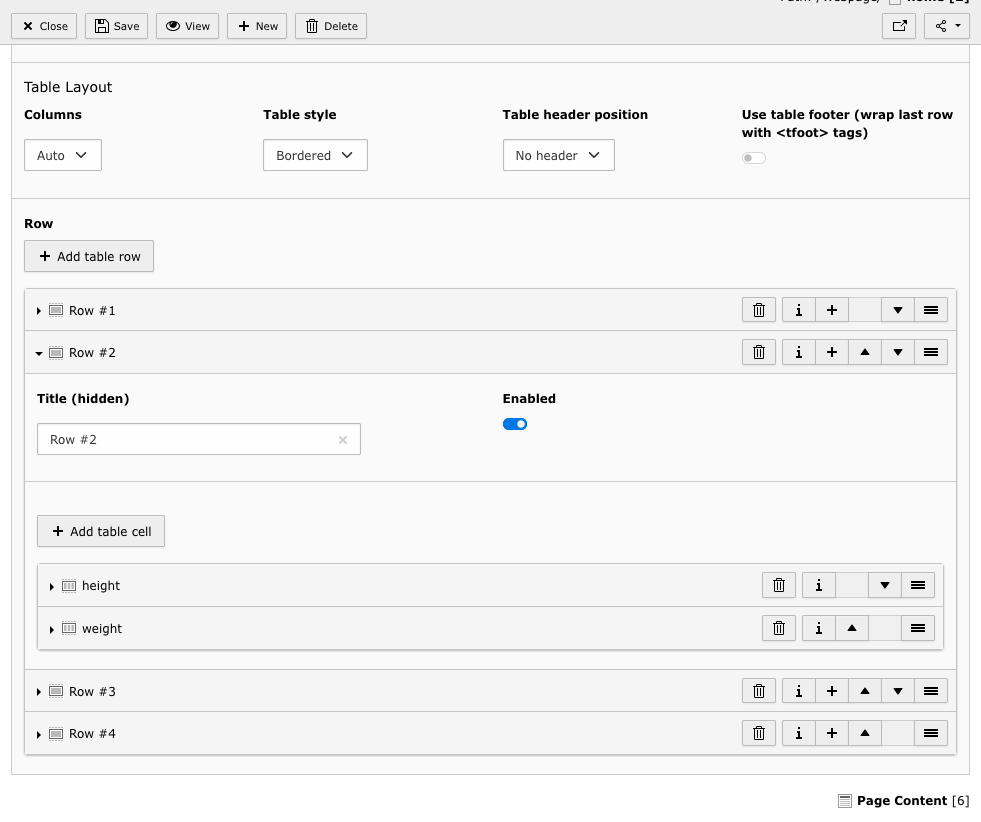 Close
Save
View
New
Delete
Table Layout
Columns
Table style
Table header position
Use table footer (wrap last row
with <tfoot> tags)
Auto
Bordered
No header
Row
Add table row
Row #1
Row #2
Title (hidden)
Enabled
Row #2
Add table cell
height
weight
Row #3
Row #4
Page Content [6]